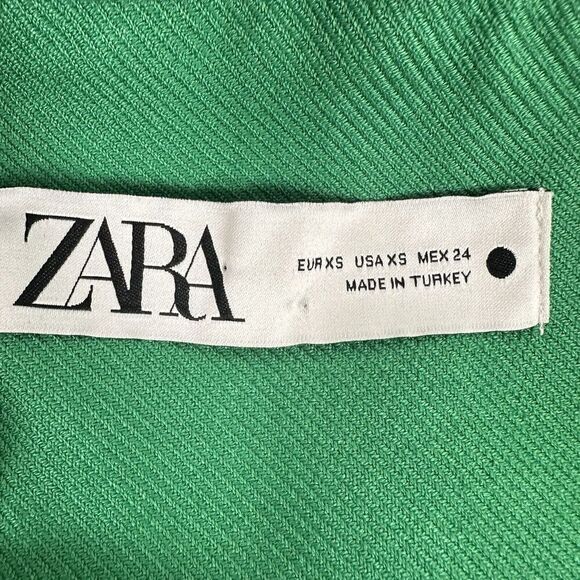 ZARA
EUR XS USA XS MEX 24
MADE IN TURKEY